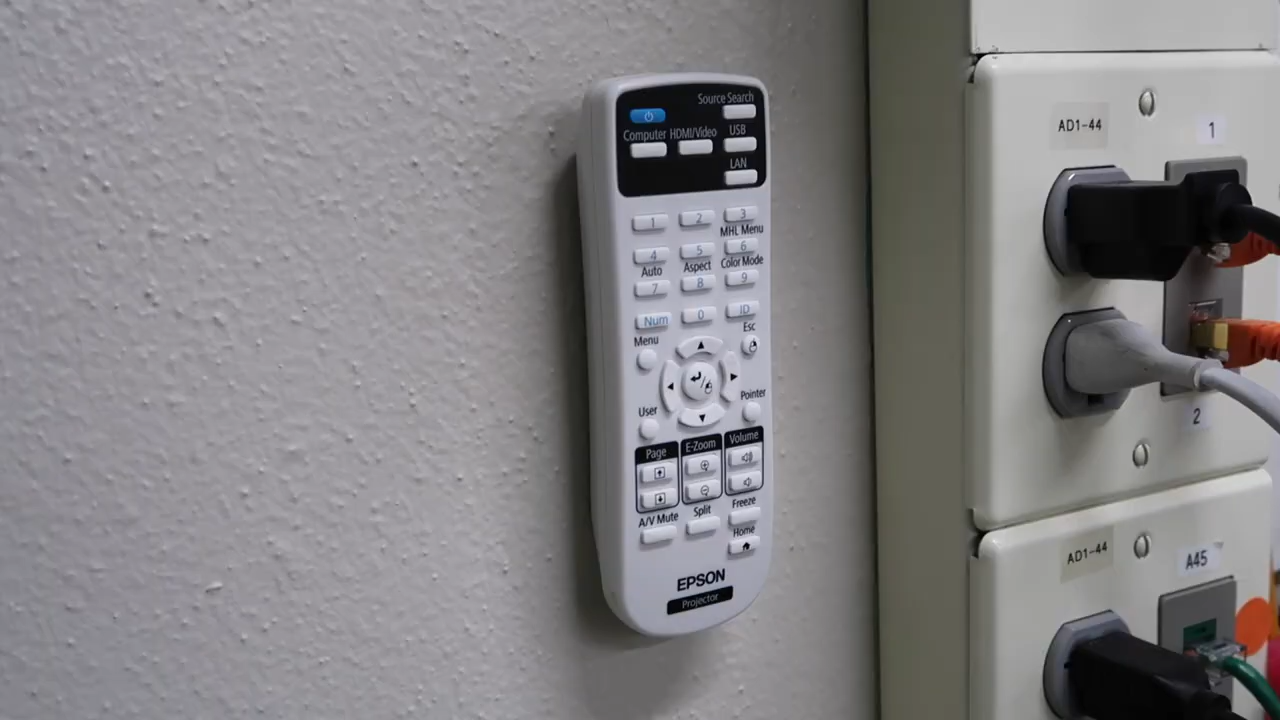 Source Search
Computer HDMI/Video USB
LAN
1 2 3
MHL Menu
4 5 6
Auto Aspect Color Mode
7 8 9
Num 0 ID
Menu Esc
User Pointer
Page E-Zoom Volume
A/V Mute Split Freeze
Home
EPSON
Projector
AD1-44 1
2
AD1-44 A45